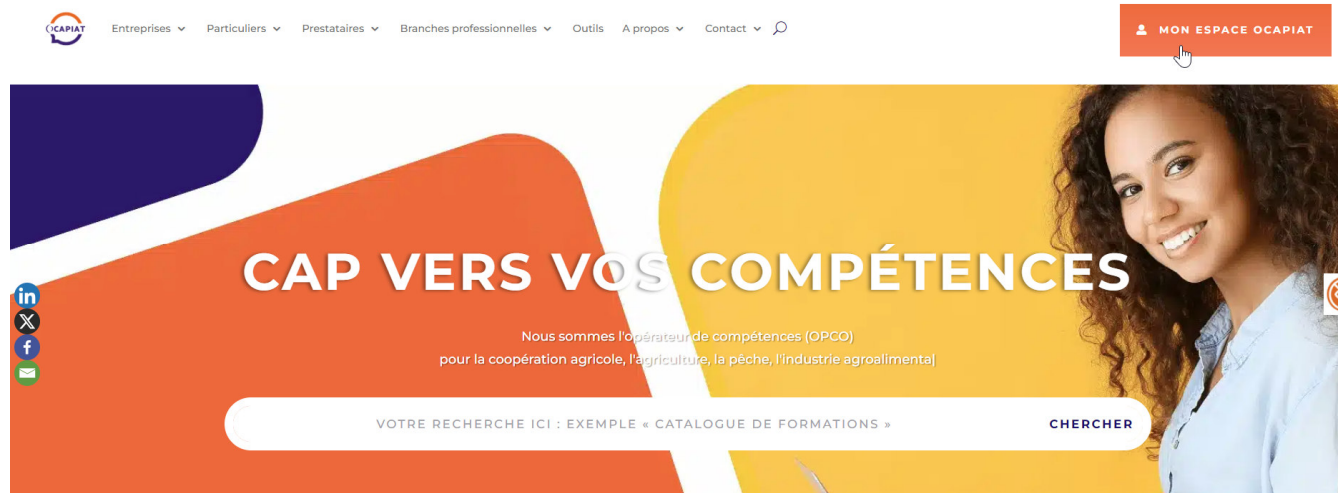 OCAPIAT
Entreprises
Particuliers
Prestataires
Branches professionnelles
Outils
A propos
Contact
MON ESPACE OCAPIAT
CAP VERS VOS COMPÉTENCES
Nous sommes l'opérateur de compétences (OPCO)
pour la coopération agricole, l'agriculture, la pêche, l'industrie agroalimenta|
VOTRE RECHERCHE ICI : EXEMPLE « CATALOGUE DE FORMATIONS »
CHERCHER
in
X
f